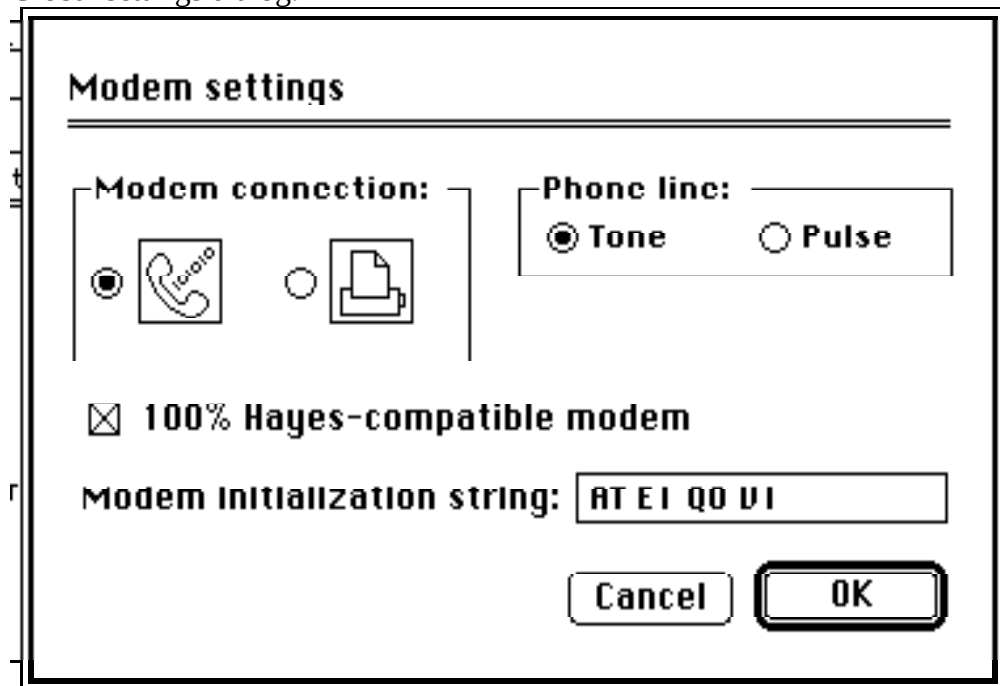 Modem settings
Modem connection:
Phone line:
Tone
Pulse
100% Hayes-compatible modem
Modem initialization string:
AT E1 Q0 V1
Cancel
OK